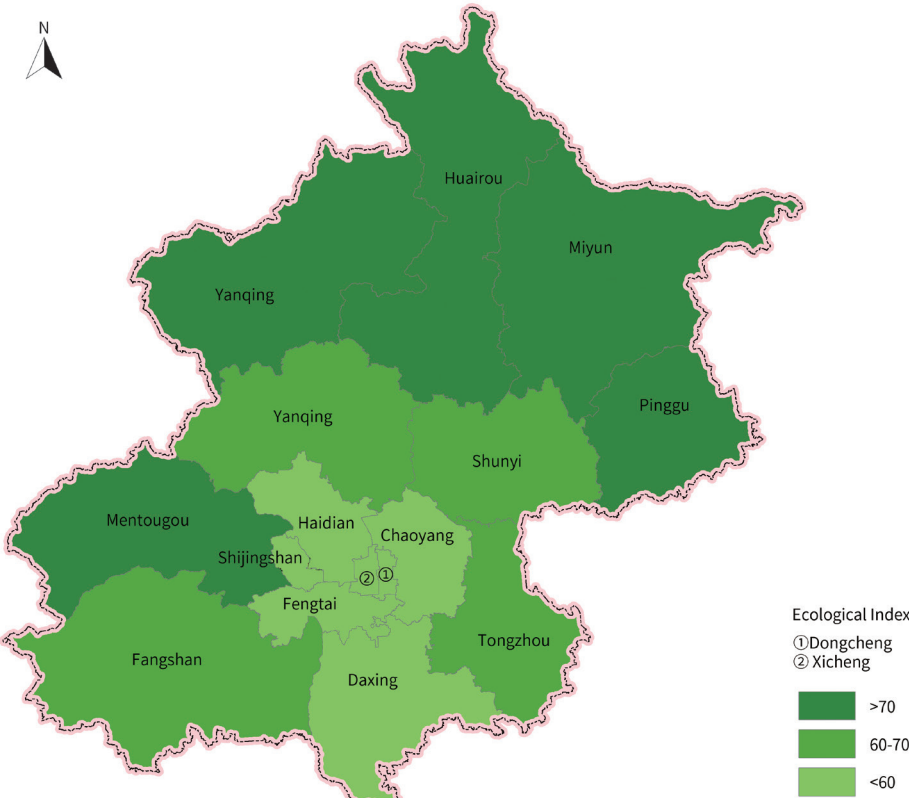 N
Huairou
Miyun
Yanqing
Pinggu
Yanqing
Shunyi
Mentougou
Haidian
Chaoyang
Shijingshan
② ①
Fengtai
Tongzhou
Fangshan
Daxing
Ecological Index
①Dongcheng
② Xicheng
>70
60-70
<60